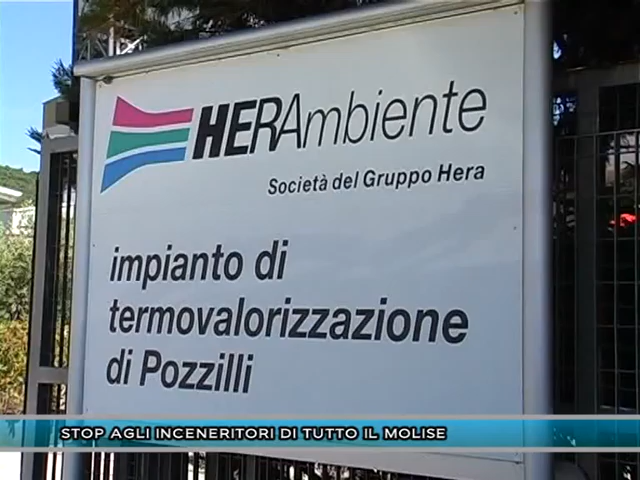 HERAmbiente
Società del Gruppo Hera
impianto di
termovalorizzazione
di Pozzilli
STOP AGLI INCENERITORI DI TUTTO IL MOLISE